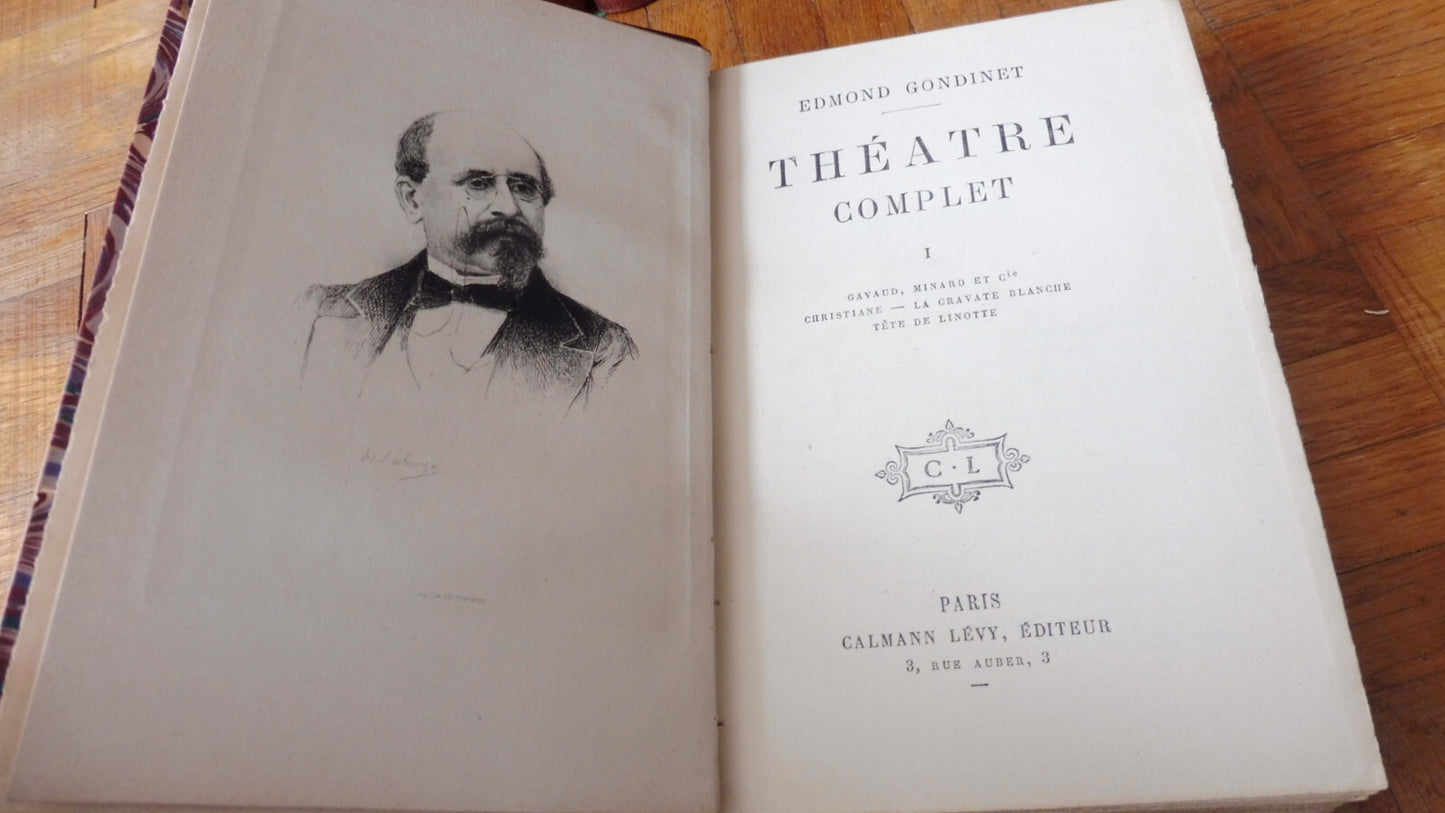 EDMOND GONDINET
THÉATRE
COMPLET
I
GAVAUD, MINARD ET Cie
CHRISTIANE — LA CRAVATE BLANCHE
TÊTE DE LINOTTE
C · L
PARIS
CALMANN LÉVY, ÉDITEUR
3, RUE AUBER, 3